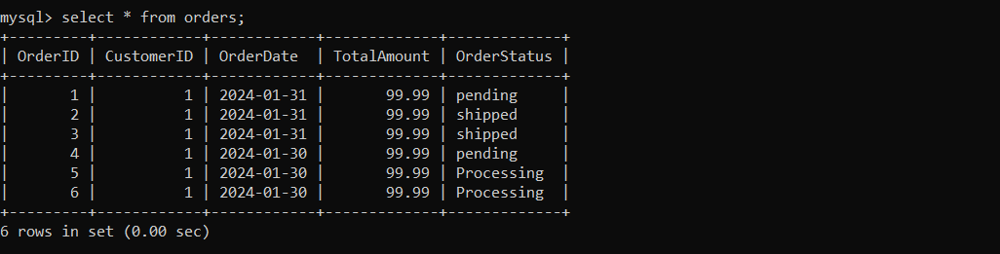 mysql> select * from orders;
+---------+------------+------------+-------------+-------------+
| OrderID | CustomerID | OrderDate  | TotalAmount | OrderStatus |
+---------+------------+------------+-------------+-------------+
|       1 |          1 | 2024-01-31 |       99.99 | pending     |
|       2 |          1 | 2024-01-31 |       99.99 | shipped     |
|       3 |          1 | 2024-01-31 |       99.99 | shipped     |
|       4 |          1 | 2024-01-30 |       99.99 | pending     |
|       5 |          1 | 2024-01-30 |       99.99 | Processing  |
|       6 |          1 | 2024-01-30 |       99.99 | Processing  |
+---------+------------+------------+-------------+-------------+
6 rows in set (0.00 sec)